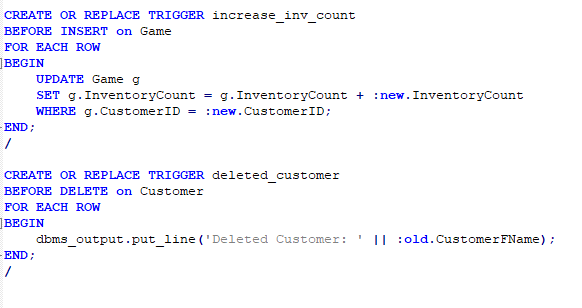 CREATE OR REPLACE TRIGGER increase_inv_count
BEFORE INSERT on Game
FOR EACH ROW
BEGIN
    UPDATE Game g
    SET g.InventoryCount = g.InventoryCount + :new.InventoryCount
    WHERE g.CustomerID = :new.CustomerID;
END;
/

CREATE OR REPLACE TRIGGER deleted_customer
BEFORE DELETE on Customer
FOR EACH ROW
BEGIN
    dbms_output.put_line('Deleted Customer: ' || :old.CustomerFName);
END;
/